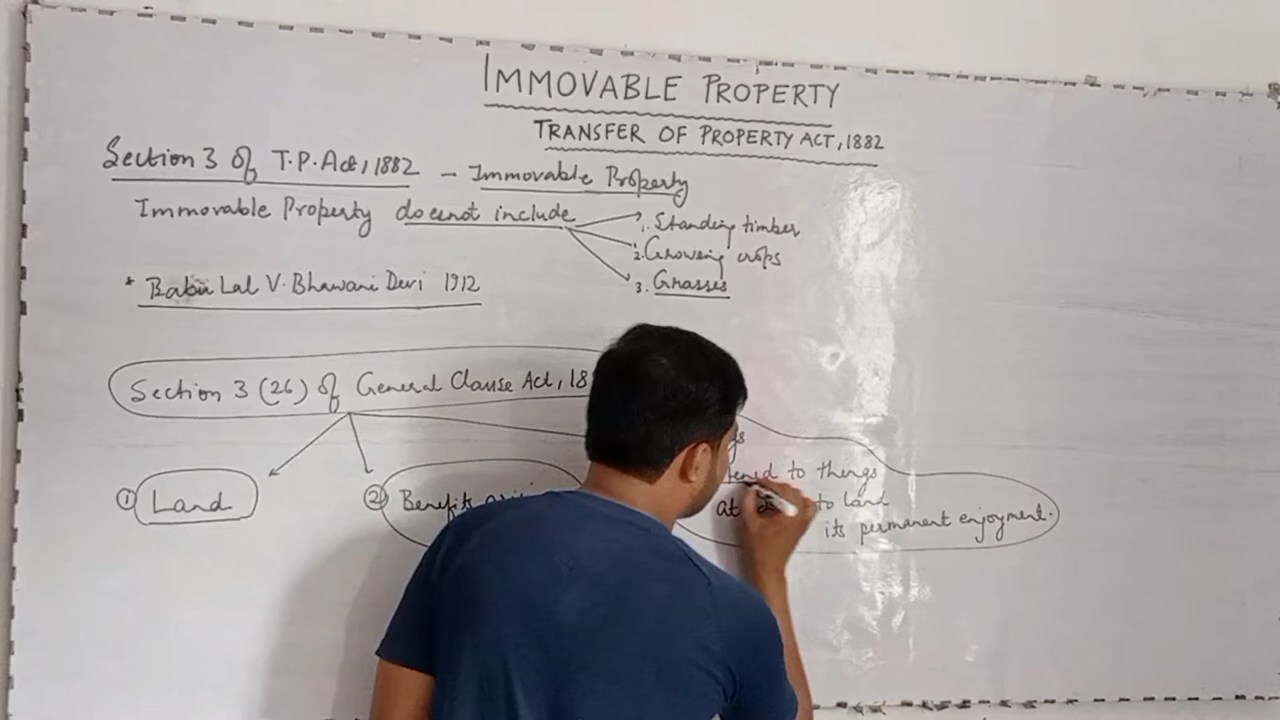 IMMOVABLE PROPERTY
TRANSFER OF PROPERTY ACT, 1882
Section 3 of T.P. Act, 1882 - Immovable Property
Immovable Property doesnot include
1. Standing timber
2. Growing crops
3. Grasses
* Babu Lal V. Bhawani Devi 1912
Section 3 (26) of General Clause Act, 18
① Land
② Benefits
to things
to land
its permanent enjoyment.